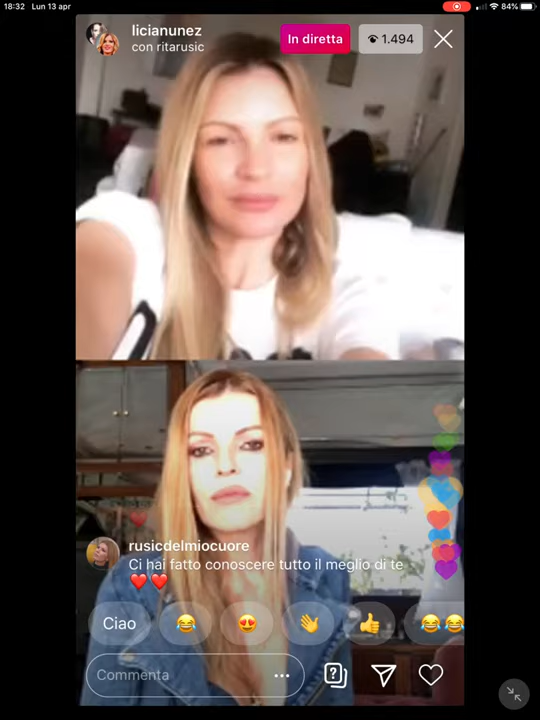 18:32 Lun 13 apr
84%
licianunez
con ritarusic
In diretta
1.494
rusicdelmiocuore
Ci hai fatto conoscere tutto il meglio di te
❤️❤️
Ciao
Commenta